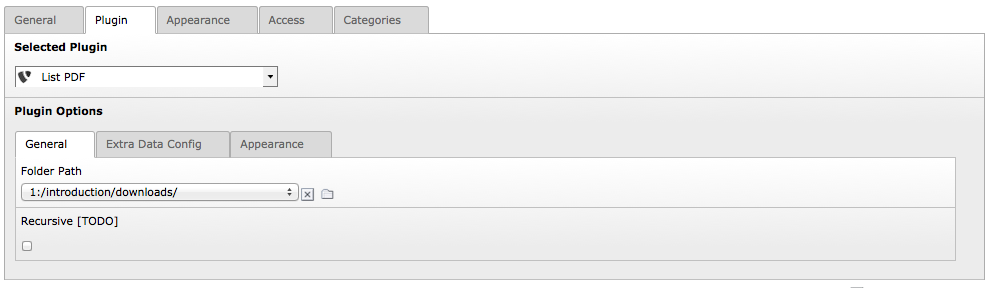 General Plugin Appearance Access Categories
Selected Plugin
List PDF
Plugin Options
General Extra Data Config Appearance
Folder Path
1:/introduction/downloads/
Recursive [TODO]